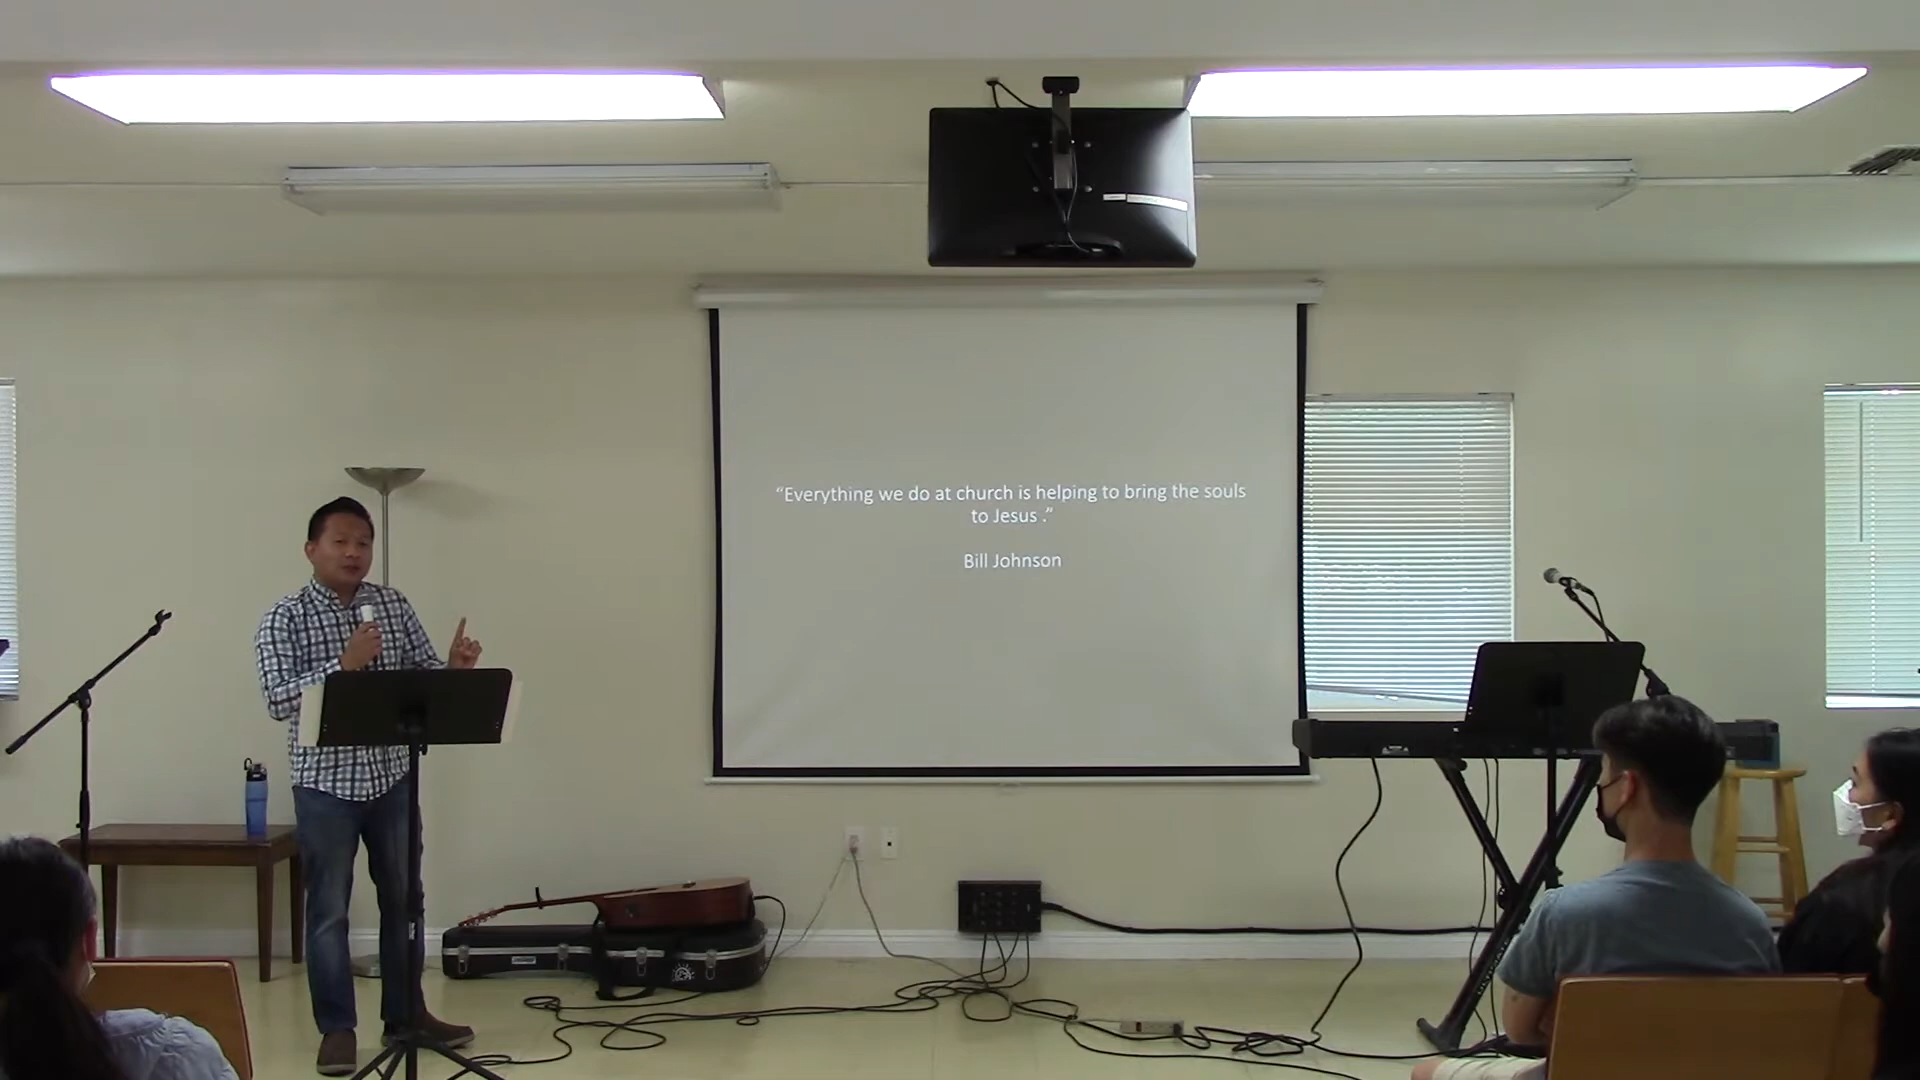 “Everything we do at church is helping to bring the souls
to Jesus .”
Bill Johnson